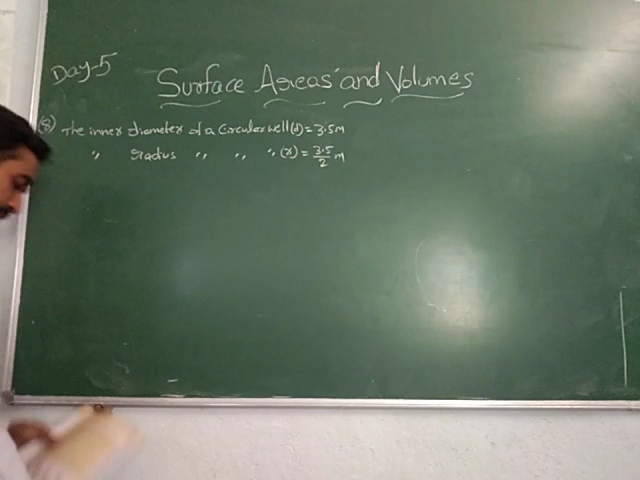 Day-5
Surface Areas and Volumes
(8) The inner diameter of a circular well (d) = 3.5m
" radius " " " (r) = 3.5/2 m